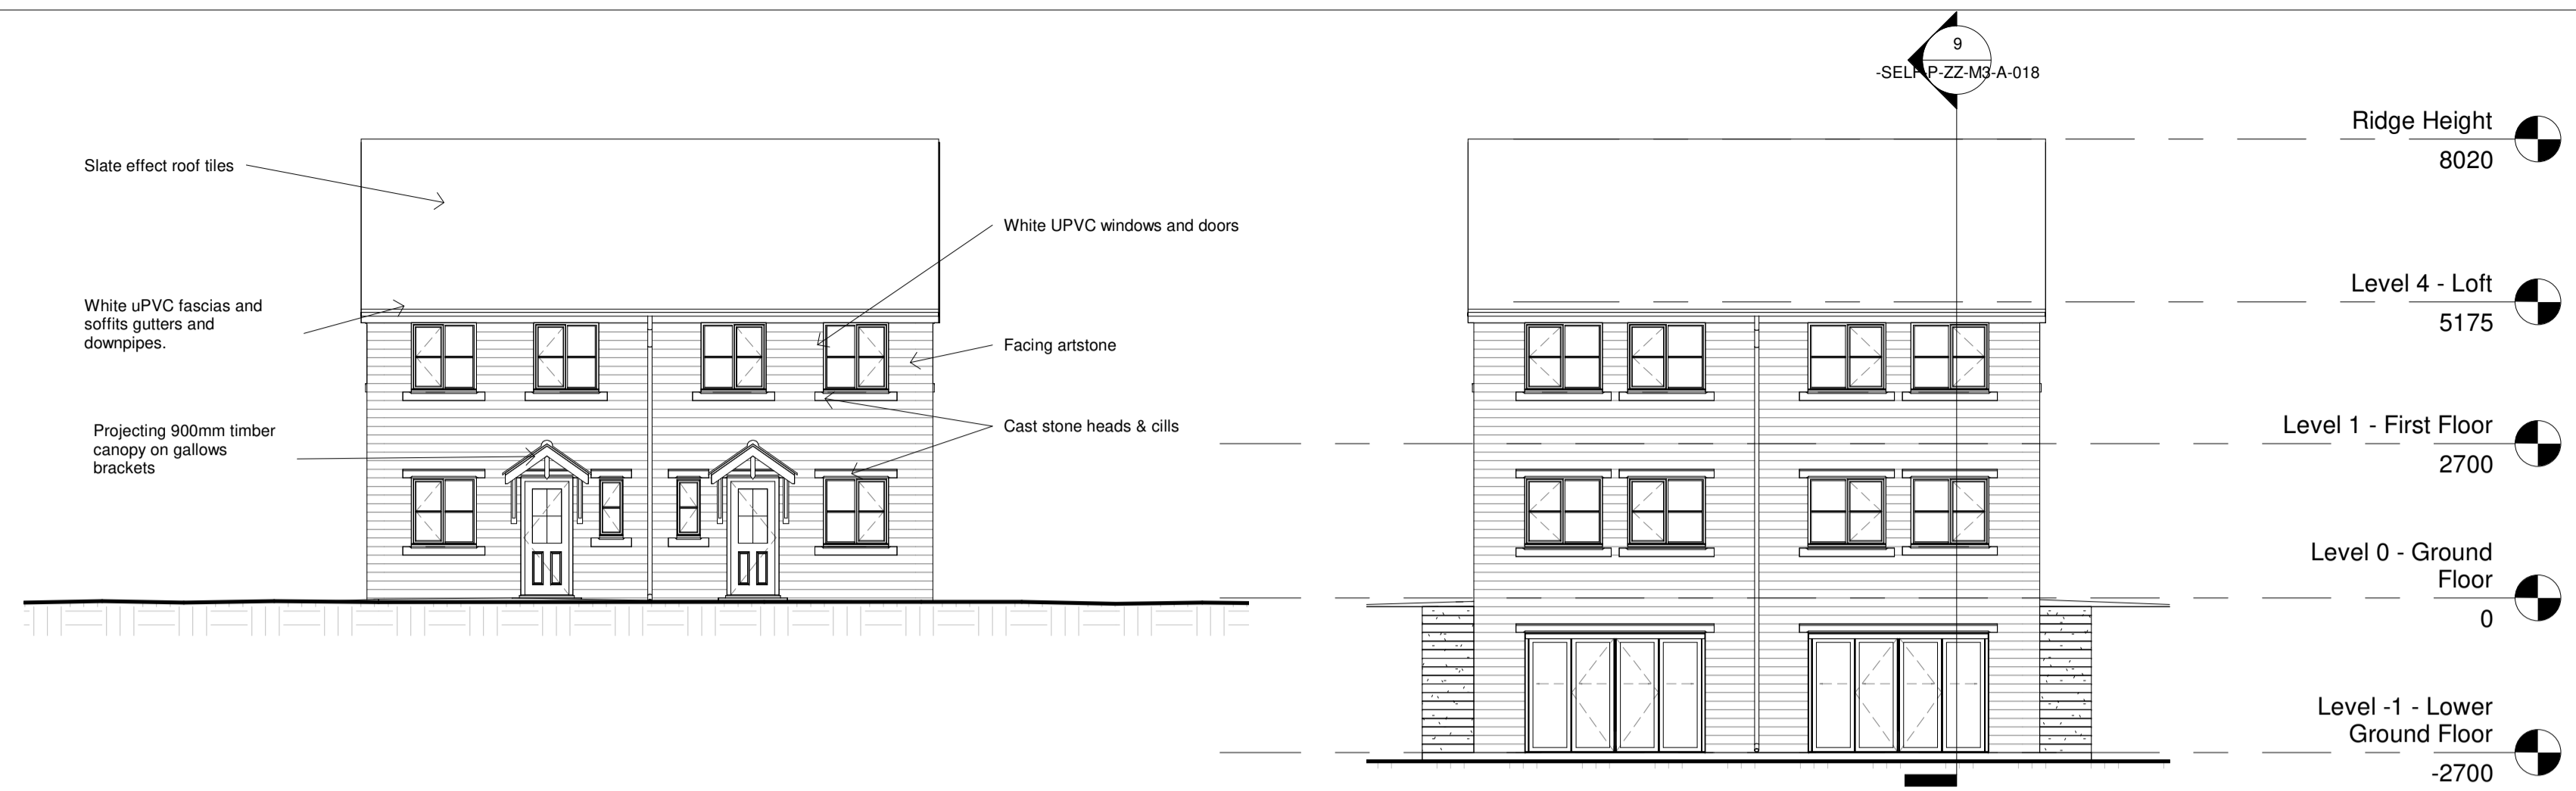 9
-SELF-P-ZZ-M3-A-018
Slate effect roof tiles
White uPVC fascias and
soffits gutters and
downpipes.
Projecting 900mm timber
canopy on gallows
brackets
White UPVC windows and doors
Facing artstone
Cast stone heads & cills
Ridge Height
8020
Level 4 - Loft
5175
Level 1 - First Floor
2700
Level 0 - Ground
Floor
0
Level -1 - Lower
Ground Floor
-2700